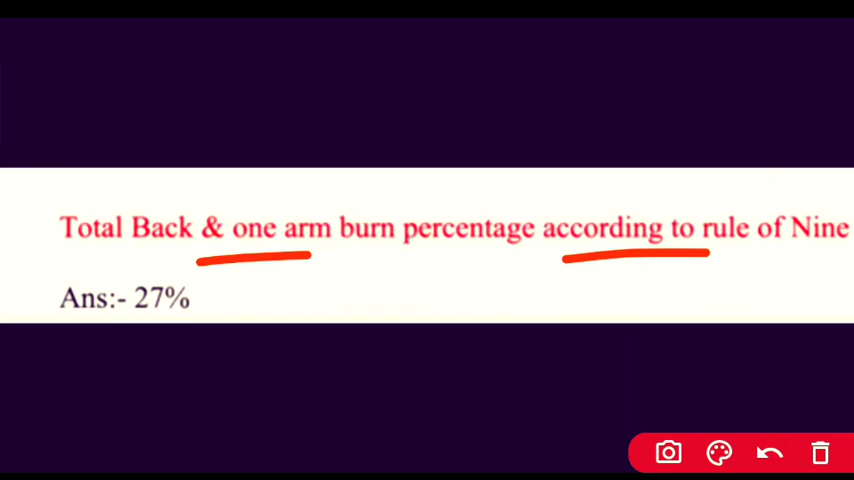 Total Back & one arm burn percentage according to rule of Nine
Ans:- 27%